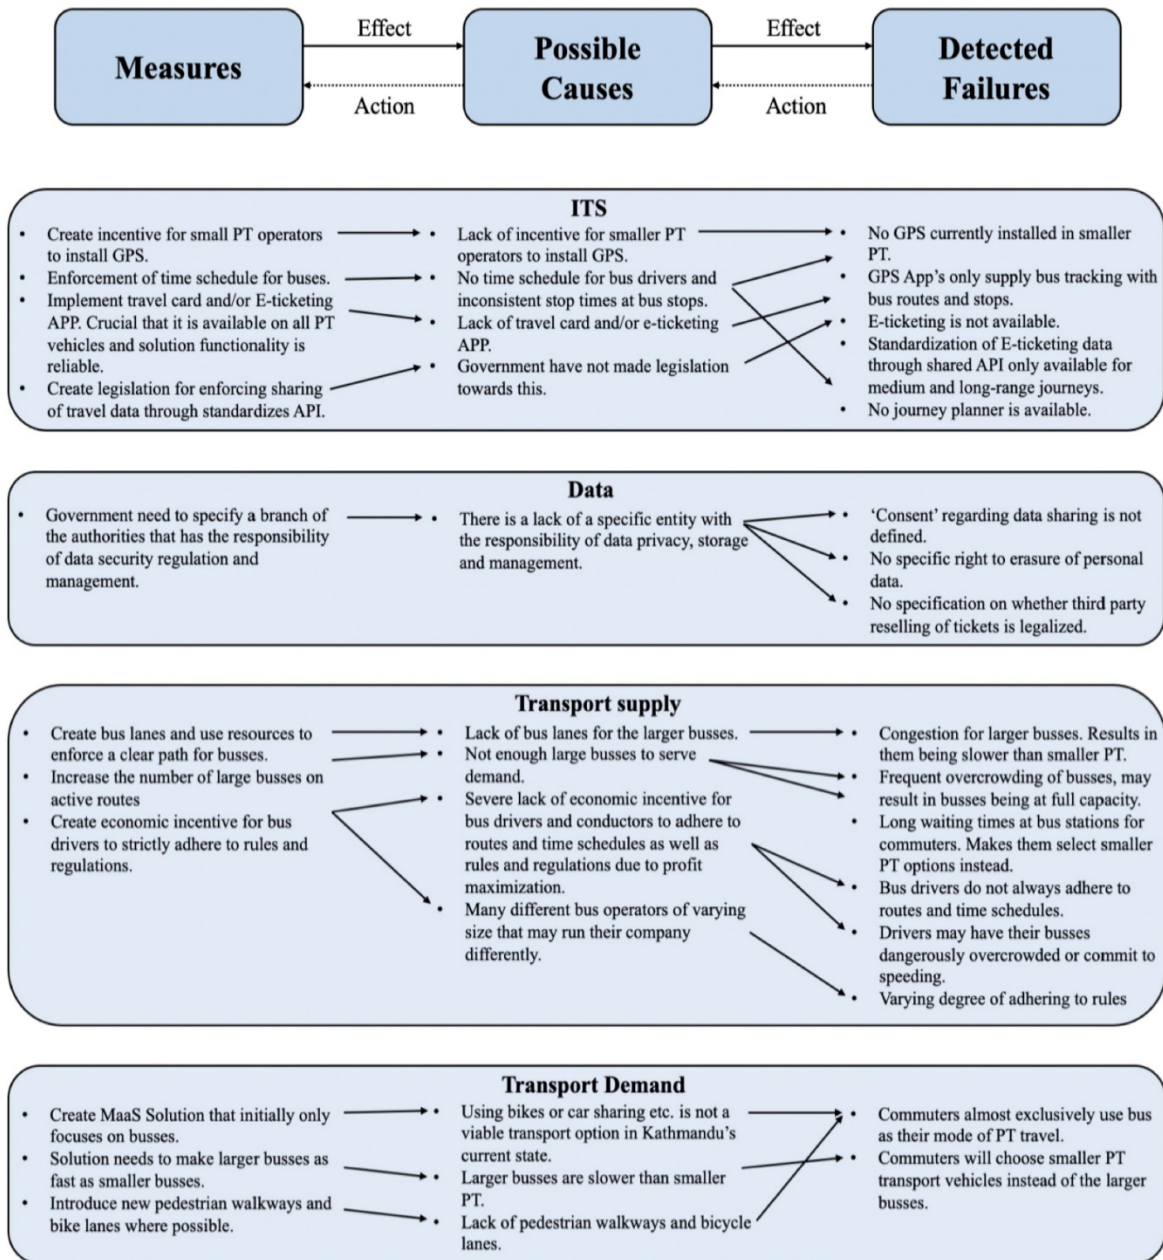 Effect
Effect
Measures
Possible
Causes
Detected
Failures
Action
Action
ITS
• Create incentive for small PT operators
to install GPS.
• Enforcement of time schedule for buses.
• Implement travel card and/or E-ticketing
APP. Crucial that it is available on all PT
vehicles and solution functionality is
reliable.
• Create legislation for enforcing sharing
of travel data through standardizes API.
• Lack of incentive for smaller PT
operators to install GPS.
• No time schedule for bus drivers and
inconsistent stop times at bus stops.
• Lack of travel card and/or e-ticketing
APP.
• Government have not made legislation
towards this.
• No GPS currently installed in smaller
PT.
• GPS App's only supply bus tracking with
bus routes and stops.
• E-ticketing is not available.
• Standardization of E-ticketing data
through shared API only available for
medium and long-range journeys.
• No journey planner is available.
Data
• Government need to specify a branch of
the authorities that has the responsibility
of data security regulation and
management.
• There is a lack of a specific entity with
the responsibility of data privacy, storage
and management.
• 'Consent' regarding data sharing is not
defined.
• No specific right to erasure of personal
data.
• No specification on whether third party
reselling of tickets is legalized.
Transport supply
• Create bus lanes and use resources to
enforce a clear path for busses.
• Increase the number of large busses on
active routes
• Create economic incentive for bus
drivers to strictly adhere to rules and
regulations.
• Lack of bus lanes for the larger busses.
• Not enough large busses to serve
demand.
• Severe lack of economic incentive for
bus drivers and conductors to adhere to
routes and time schedules as well as
rules and regulations due to profit
maximization.
• Many different bus operators of varying
size that may run their company
differently.
• Congestion for larger busses. Results in
them being slower than smaller PT.
• Frequent overcrowding of busses, may
result in busses being at full capacity.
• Long waiting times at bus stations for
commuters. Makes them select smaller
PT options instead.
• Bus drivers do not always adhere to
routes and time schedules.
• Drivers may have their busses
dangerously overcrowded or commit to
speeding.
• Varying degree of adhering to rules
Transport Demand
• Create MaaS Solution that initially only
focuses on busses.
• Solution needs to make larger busses as
fast as smaller busses.
• Introduce new pedestrian walkways and
bike lanes where possible.
• Using bikes or car sharing etc. is not a
viable transport option in Kathmandu's
current state.
• Larger busses are slower than smaller
PT.
• Lack of pedestrian walkways and bicycle
lanes.
• Commuters almost exclusively use bus
as their mode of PT travel.
• Commuters will choose smaller PT
transport vehicles instead of the larger
busses.